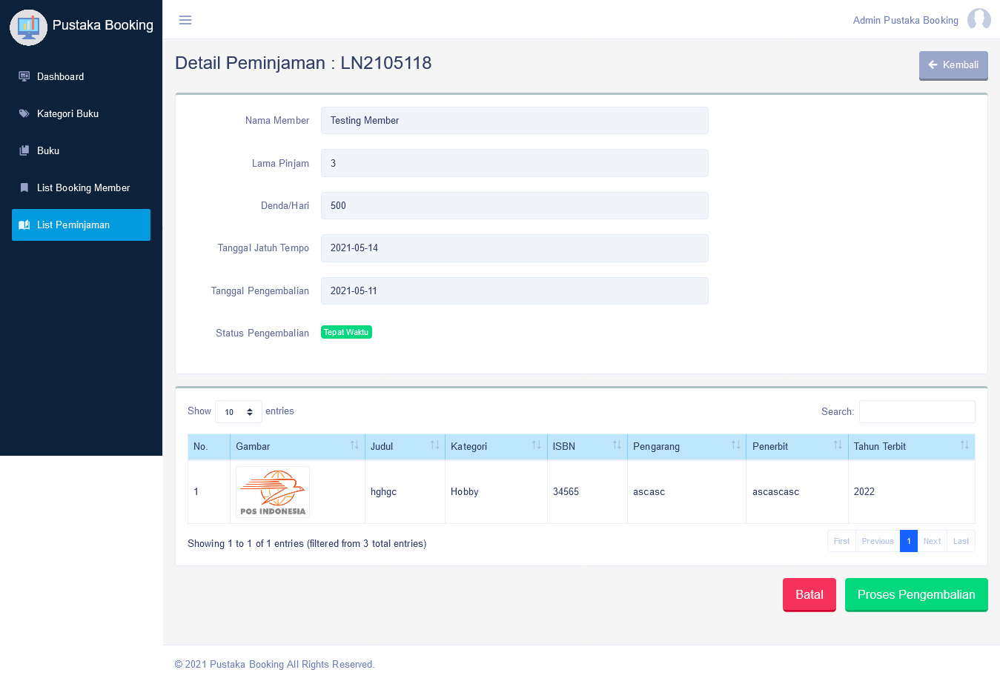 Pustaka Booking
Admin Pustaka Booking
Dashboard
Kategori Buku
Buku
List Booking Member
List Peminjaman
Detail Peminjaman : LN2105118
Kembali
Nama Member Testing Member
Lama Pinjam 3
Denda/Hari 500
Tanggal Jatuh Tempo 2021-05-14
Tanggal Pengembalian 2021-05-11
Status Pengembalian Tepat Waktu
Show 10 entries Search:
No. Gambar Judul Kategori ISBN Pengarang Penerbit Tahun Terbit
1 POS INDONESIA hghgc Hobby 34565 ascasc ascascasc 2022
Showing 1 to 1 of 1 entries (filtered from 3 total entries)
First Previous 1 Next Last
Batal Proses Pengembalian
© 2021 Pustaka Booking All Rights Reserved.